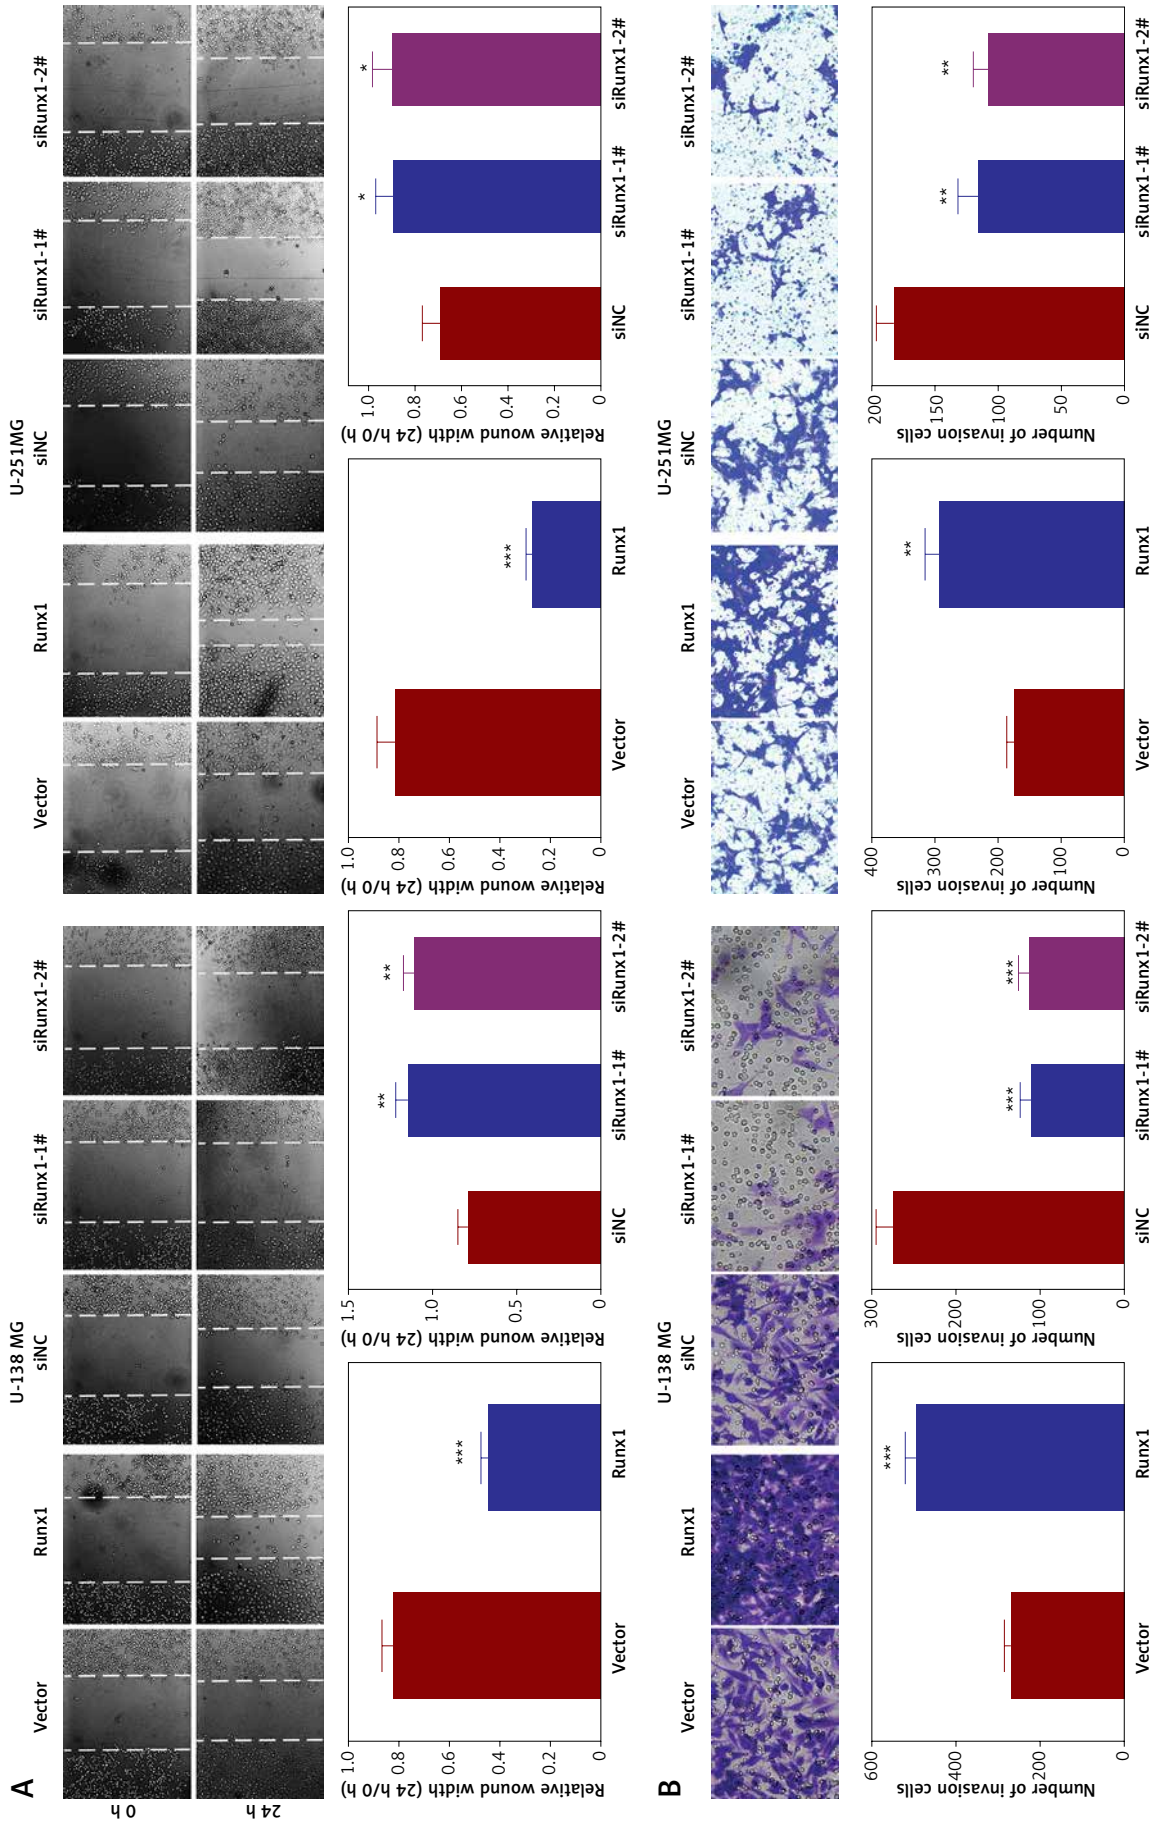 A
U-138 MG
U-251MG
Vector
Runx1
siNC
siRunx1-1#
siRunx1-2#
Vector
Runx1
siNC
siRunx1-1#
siRunx1-2#
0 h
24 h
Relative wound width (24 h/0 h)
1.0
0.8
0.6
0.4
0.2
0
***
Vector
Runx1
Relative wound width (24 h/0 h)
1.5
1.0
0.5
0
**
**
siNC
siRunx1-1#
siRunx1-2#
Relative wound width (24 h/0 h)
1.0
0.8
0.6
0.4
0.2
0
***
Vector
Runx1
Relative wound width (24 h/0 h)
1.0
0.8
0.6
0.4
0.2
0
*
*
siNC
siRunx1-1#
siRunx1-2#
B
U-138 MG
U-251MG
Vector
Runx1
siNC
siRunx1-1#
siRunx1-2#
Vector
Runx1
siNC
siRunx1-1#
siRunx1-2#
Number of invasion cells
600
400
200
0
***
Vector
Runx1
Number of invasion cells
300
200
100
0
***
***
siNC
siRunx1-1#
siRunx1-2#
Number of invasion cells
400
300
200
100
0
**
Vector
Runx1
Number of invasion cells
200
150
100
50
0
**
**
siNC
siRunx1-1#
siRunx1-2#